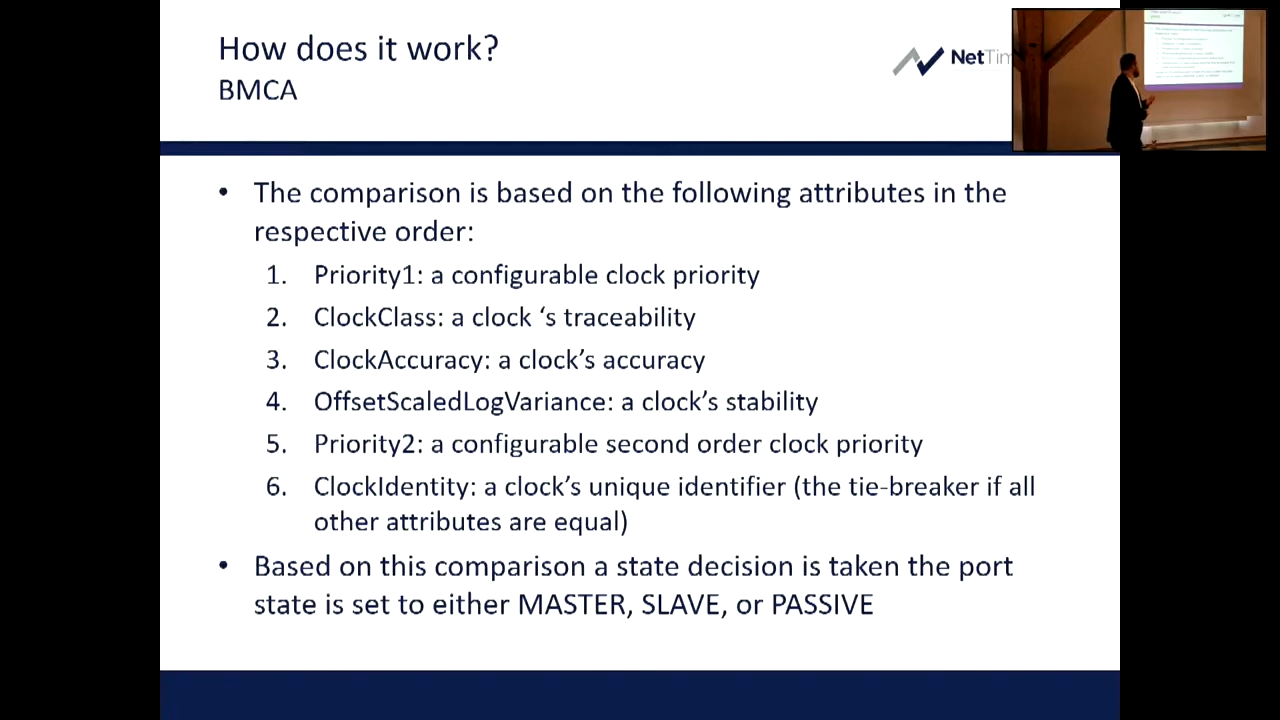 How does it work?
BMCA
NetTim
• The comparison is based on the following attributes in the
respective order:
1. Priority1: a configurable clock priority
2. ClockClass: a clock ‘s traceability
3. ClockAccuracy: a clock’s accuracy
4. OffsetScaledLogVariance: a clock’s stability
5. Priority2: a configurable second order clock priority
6. ClockIdentity: a clock’s unique identifier (the tie-breaker if all
other attributes are equal)
• Based on this comparison a state decision is taken the port
state is set to either MASTER, SLAVE, or PASSIVE